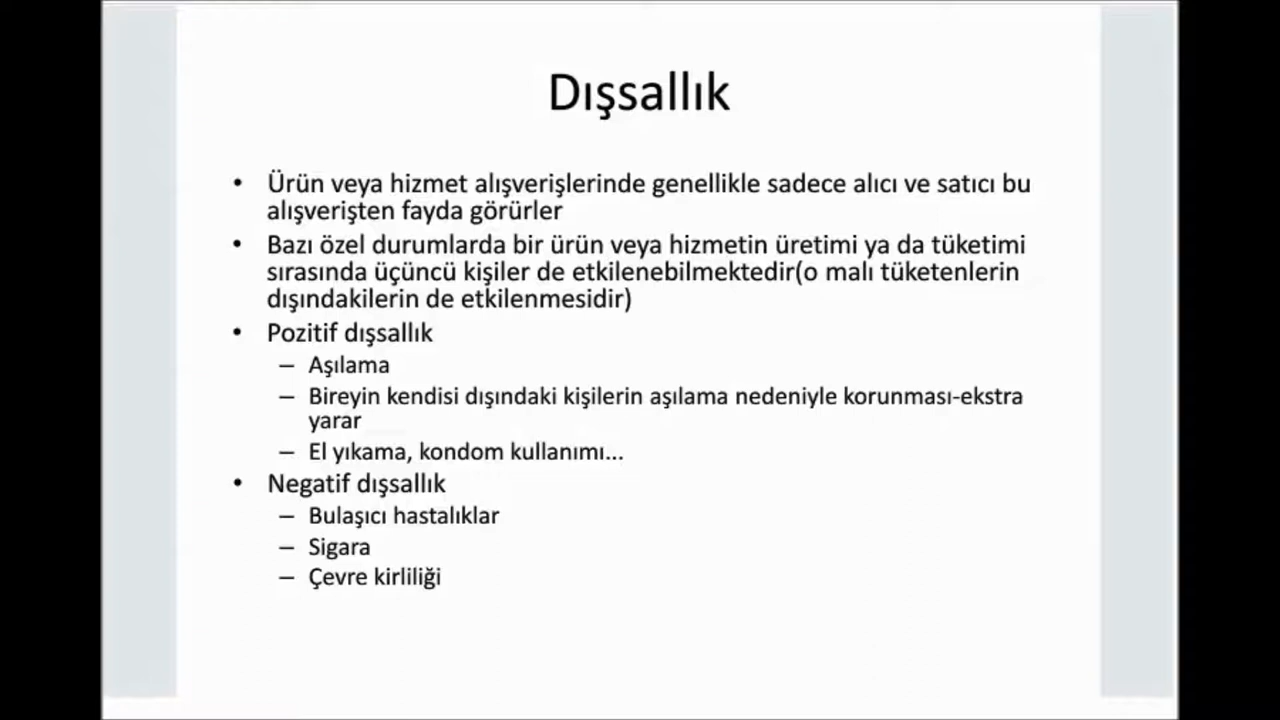 Dışsallık
• Ürün veya hizmet alışverişlerinde genellikle sadece alıcı ve satıcı bu
alışverişten fayda görürler
• Bazı özel durumlarda bir ürün veya hizmetin üretimi ya da tüketimi
sırasında üçüncü kişiler de etkilenebilmektedir(o malı tüketenlerin
dışındakilerin de etkilenmesidir)
• Pozitif dışsallık
– Aşılama
– Bireyin kendisi dışındaki kişilerin aşılama nedeniyle korunması-ekstra
yarar
– El yıkama, kondom kullanımı...
• Negatif dışsallık
– Bulaşıcı hastalıklar
– Sigara
– Çevre kirliliği